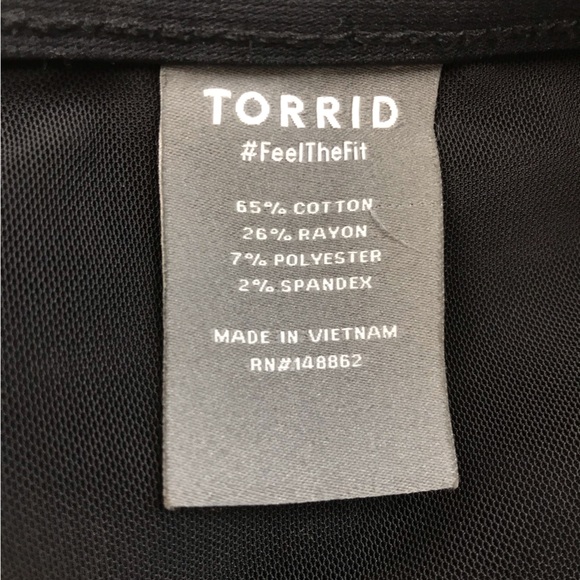 TORRID
#FeelTheFit
65% COTTON
26% RAYON
7% POLYESTER
2% SPANDEX
MADE IN VIETNAM
RN#148862